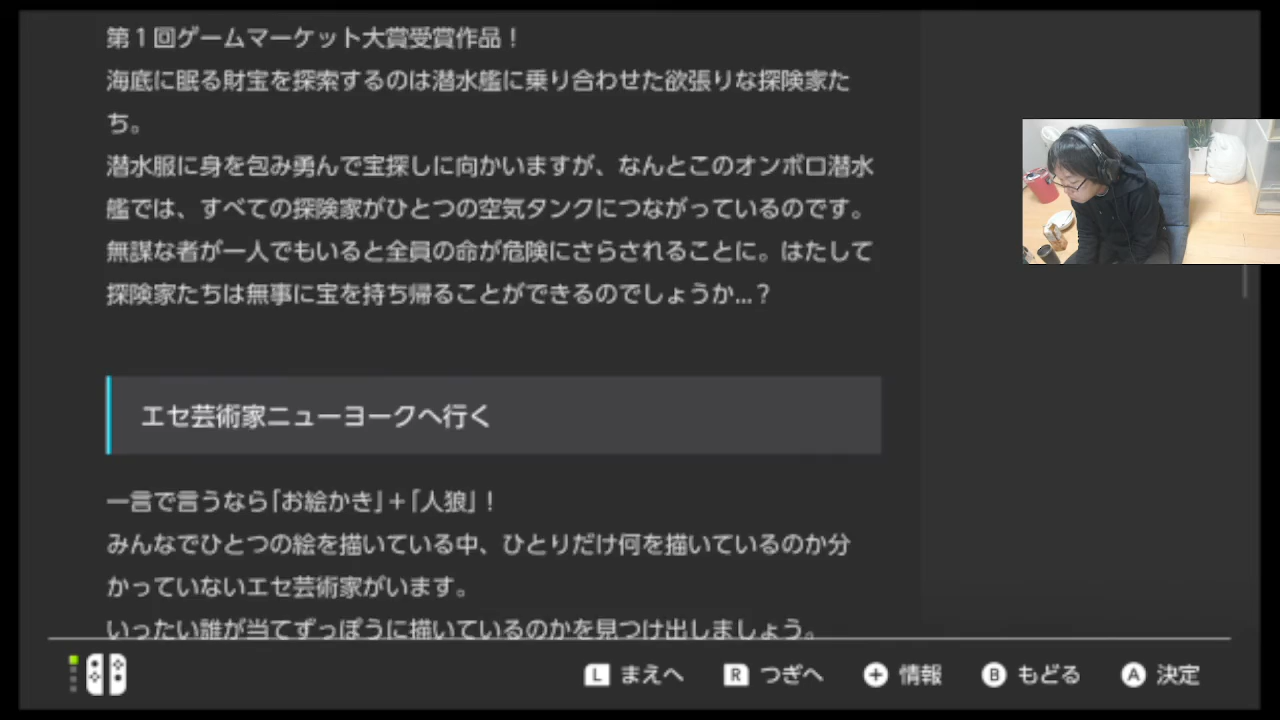 第1回ゲームマーケット大賞受賞作品！
海底に眠る財宝を探索するのは潜水艦に乗り合わせた欲張りな探険家た
ち。
潜水服に身を包み勇んで宝探しに向かいますが、なんとこのオンボロ潜水
艦では、すべての探険家がひとつの空気タンクにつながっているのです。
無謀な者が一人でもいると全員の命が危険にさらされることに。はたして
探険家たちは無事に宝を持ち帰ることができるのでしょうか…？
エセ芸術家ニューヨークへ行く
一言で言うなら「お絵かき」＋「人狼」！
みんなでひとつの絵を描いている中、ひとりだけ何を描いているのか分
かっていないエセ芸術家がいます。
いったい誰が当てずっぽうに描いているのかを見つけ出しましょう。
L まえへ R つぎへ + 情報 B もどる A 決定